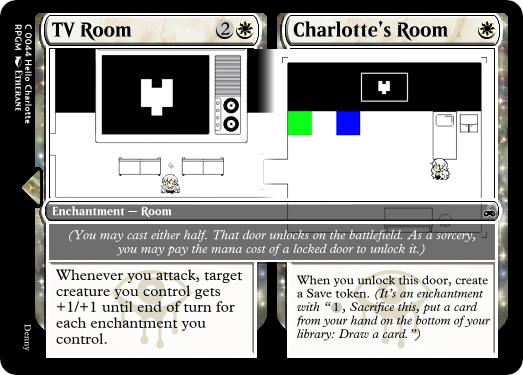 TV Room 2
Charlotte's Room
Enchantment — Room
(You may cast either half. That door unlocks on the battlefield. As a sorcery,
you may pay the mana cost of a locked door to unlock it.)
Whenever you attack, target
creature you control gets
+1/+1 until end of turn for
each enchantment you
control.
When you unlock this door, create
a Save token. (It's an enchantment
with “1, Sacrifice this, put a card
from your hand on the bottom of your
library: Draw a card.”)
C 0044 Hello Charlotte
RPGM Etherane
Denny